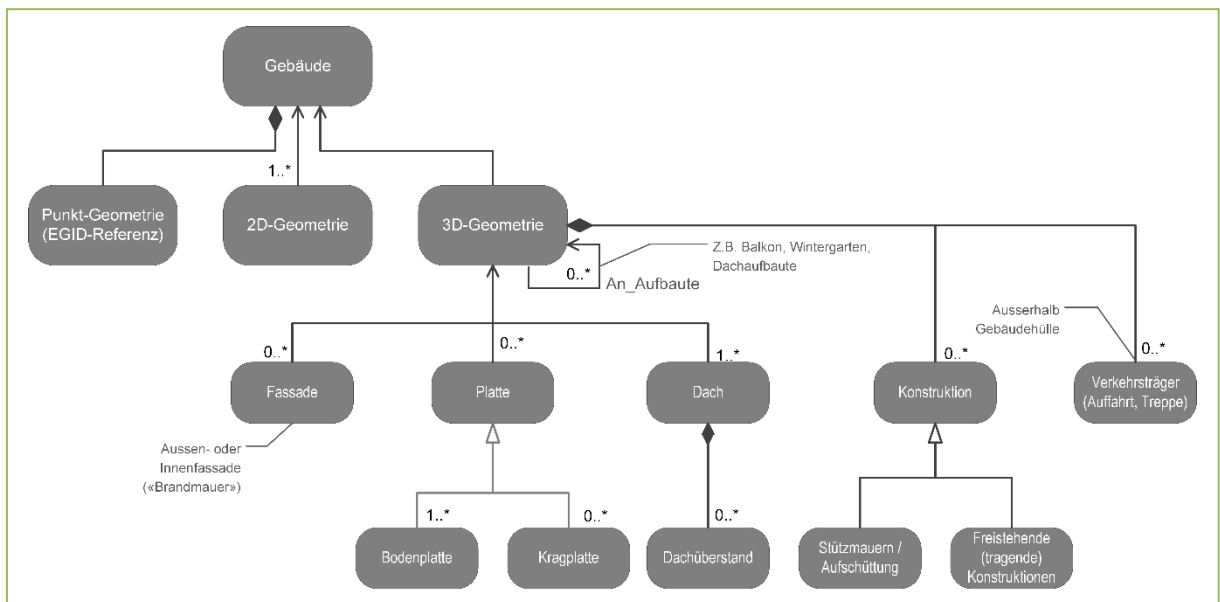 Gebäude
1..*
Punkt-Geometrie
(EGID-Referenz)
2D-Geometrie
3D-Geometrie
Z.B. Balkon, Wintergarten,
Dachaufbaute
0..*
An_Aufbaute
Ausserhalb
Gebäudehülle
0..*
0..*
1..*
0..*
0..*
Fassade
Platte
Dach
Konstruktion
Verkehrsträger
(Auffahrt, Treppe)
Aussen- oder
Innenfassade
(«Brandmauer»)
1..*
0..*
0..*
Bodenplatte
Kragplatte
Dachüberstand
Stützmauern /
Aufschüttung
Freistehende
(tragende)
Konstruktionen